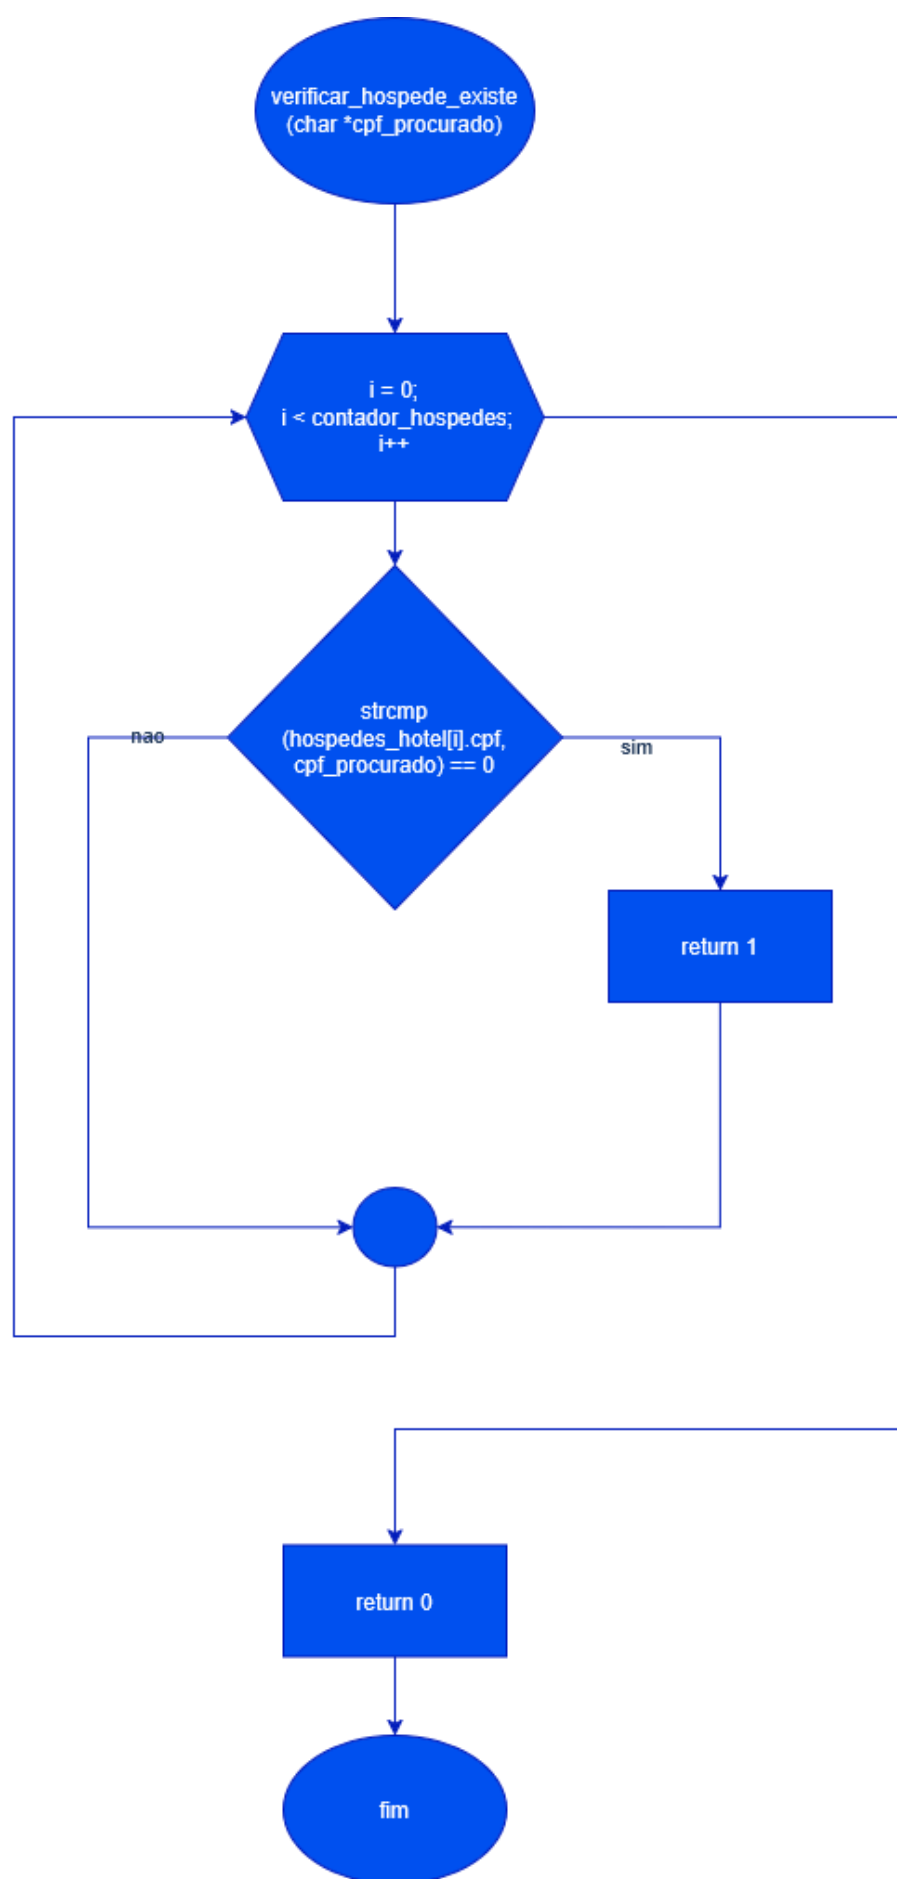 verificar_hospede_existe
(char *cpf_procurado)
i = 0;
i < contador_hospedes;
i++
strcmp
(hospedes_hotel[i].cpf,
cpf_procurado) == 0
nao
sim
return 1
return 0
fim